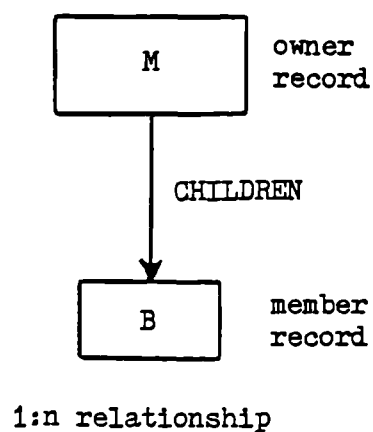 M
owner
record
CHILDREN
B
member
record
1:n relationship